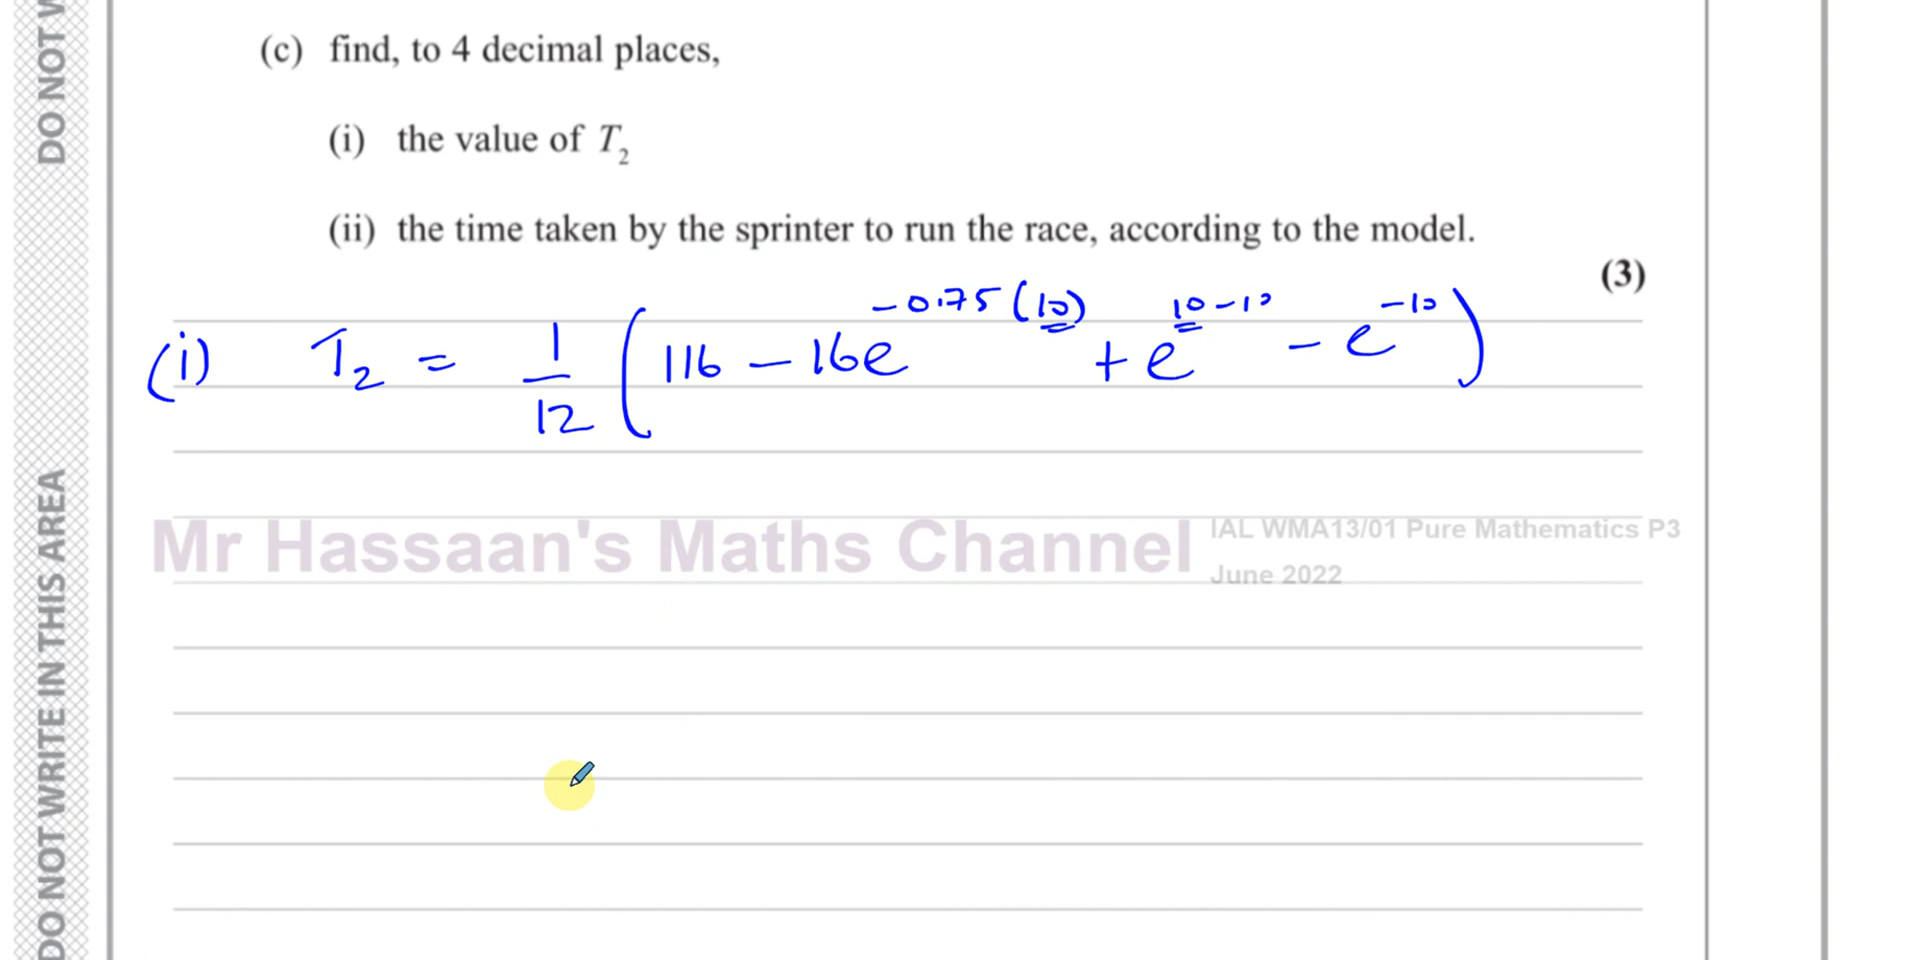 DO NOT W
DO NOT WRITE IN THIS AREA
(c) find, to 4 decimal places,
(i) the value of T₂
(ii) the time taken by the sprinter to run the race, according to the model.
(3)
(i) T₂ = 1/12 (116 − 16e^(−0.75(10)) + e^(10−10) − e^(−10))
Mr Hassaan's Maths Channel
IAL WMA13/01 Pure Mathematics P3
June 2022